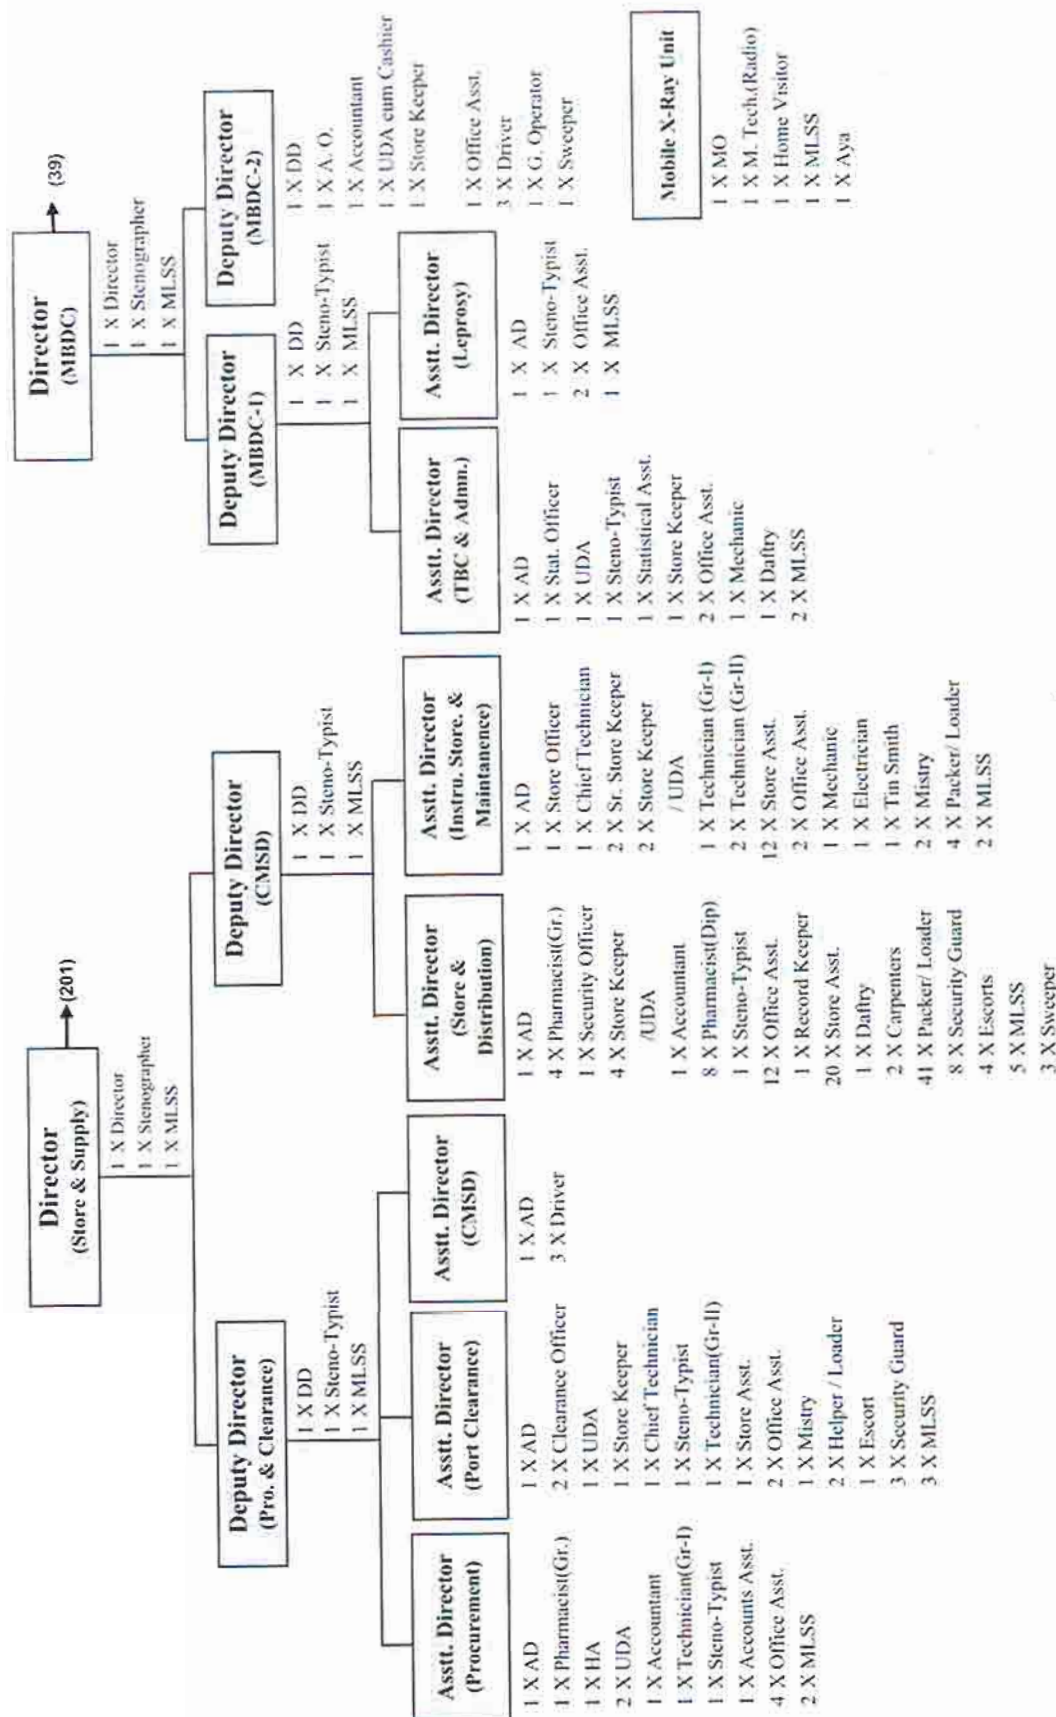 Director
(Store & Supply)
(201)
1 X Director
1 X Stenographer
1 X MLSS
Deputy Director
(Pro. & Clearance)
1 X DD
1 X Steno-Typist
1 X MLSS
Asstt. Director
(Procurement)
1 X AD
1 X Pharmacist(Gr.)
1 X HA
2 X UDA
1 X Accountant
1 X Technician(Gr-I)
1 X Steno-Typist
1 X Accounts Asst.
4 X Office Asst.
2 X MLSS
Asstt. Director
(Port Clearance)
1 X AD
2 X Clearance Officer
1 X UDA
1 X Store Keeper
1 X Chief Technician
1 X Steno-Typist
1 X Technician(Gr-II)
1 X Store Asst.
2 X Office Asst.
1 X Mistry
2 X Helper / Loader
1 X Escort
3 X Security Guard
3 X MLSS
Asstt. Director
(CMSD)
1 X AD
3 X Driver
Deputy Director
(CMSD)
1 X DD
1 X Steno-Typist
1 X MLSS
Asstt. Director
(Store &
Distribution)
1 X AD
4 X Pharmacist(Gr.)
1 X Security Officer
4 X Store Keeper
/UDA
1 X Accountant
8 X Pharmacist(Dip)
1 X Steno-Typist
12 X Office Asst.
1 X Record Keeper
20 X Store Asst.
1 X Daftry
2 X Carpenters
41 X Packer/ Loader
8 X Security Guard
4 X Escorts
5 X MLSS
3 X Sweeper
Asstt. Director
(Instru. Store. &
Maintanence)
1 X AD
1 X Store Officer
1 X Chief Technician
2 X Sr. Store Keeper
2 X Store Keeper
/ UDA
1 X Technician (Gr-I)
2 X Technician (Gr-II)
12 X Store Asst.
2 X Office Asst.
1 X Mechanic
1 X Electrician
1 X Tin Smith
2 X Mistry
4 X Packer/ Loader
2 X MLSS
Director
(MBDC)
(39)
1 X Director
1 X Stenographer
1 X MLSS
Deputy Director
(MBDC-1)
1 X DD
1 X Steno-Typist
1 X MLSS
Asstt. Director
(TBC & Admn.)
1 X AD
1 X Stat. Officer
1 X UDA
1 X Steno-Typist
1 X Statistical Asst.
1 X Store Keeper
2 X Office Asst.
1 X Mechanic
1 X Daftry
2 X MLSS
Asstt. Director
(Leprosy)
1 X AD
1 X Steno-Typist
2 X Office Asst.
1 X MLSS
Deputy Director
(MBDC-2)
1 X DD
1 X A. O.
1 X Accountant
1 X UDA cum Cashier
1 X Store Keeper
1 X Office Asst.
3 X Driver
1 X G. Operator
1 X Sweeper
Mobile X-Ray Unit
1 X MO
1 X M. Tech.(Radio)
1 X Home Visitor
1 X MLSS
1 X Aya